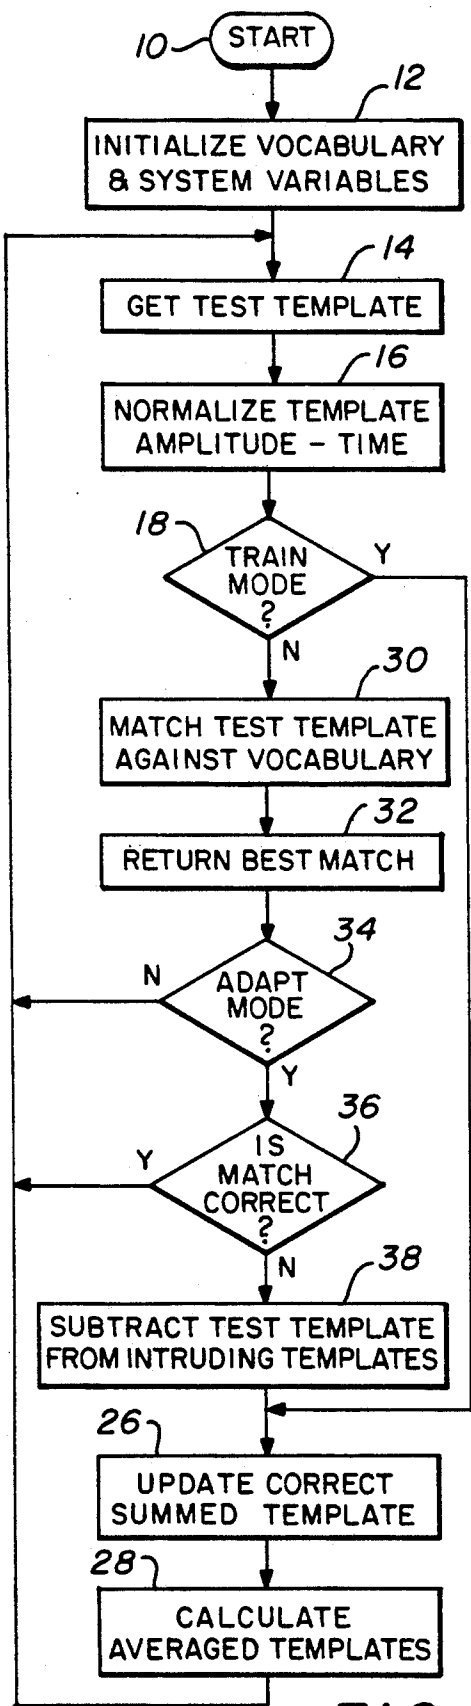 10
START
12
INITIALIZE VOCABULARY
& SYSTEM VARIABLES
14
GET TEST TEMPLATE
16
NORMALIZE TEMPLATE
AMPLITUDE - TIME
18
TRAIN
MODE
?
Y
N
30
MATCH TEST TEMPLATE
AGAINST VOCABULARY
32
RETURN BEST MATCH
34
N
ADAPT
MODE
?
Y
36
Y
IS
MATCH
CORRECT
?
N
38
SUBTRACT TEST TEMPLATE
FROM INTRUDING TEMPLATES
26
UPDATE CORRECT
SUMMED TEMPLATE
28
CALCULATE
AVERAGED TEMPLATES